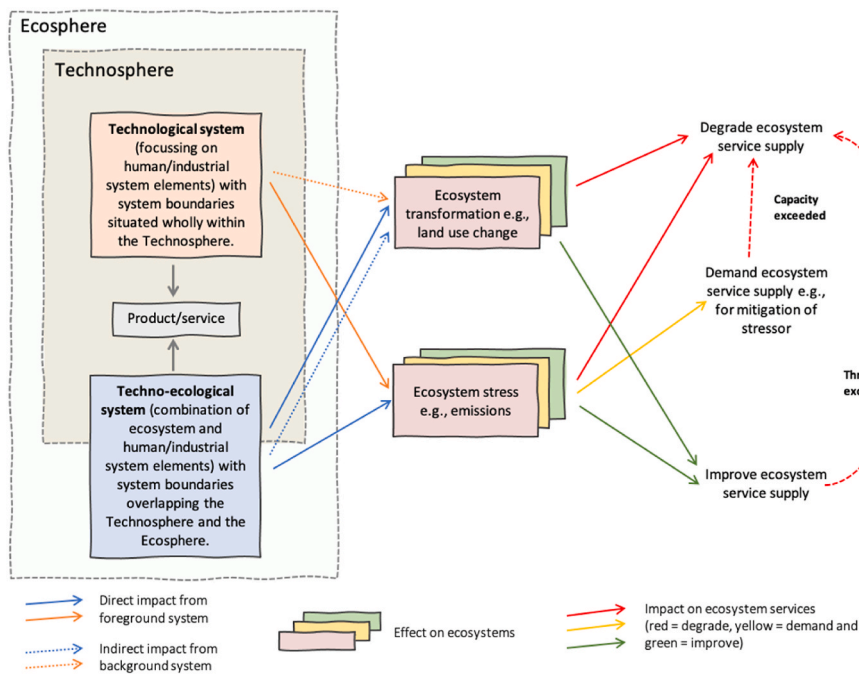 Ecosphere
Technosphere
Technological system
(focussing on
human/industrial
system elements) with
system boundaries
situated wholly within
the Technosphere.
Product/service
Techno-ecological
system (combination of
ecosystem and
human/industrial
system elements) with
system boundaries
overlapping the
Technosphere and the
Ecosphere.
Ecosystem
transformation e.g.,
land use change
Ecosystem stress
e.g., emissions
Degrade ecosystem
service supply
Capacity
exceeded
Demand ecosystem
service supply e.g.,
for mitigation of
stressor
Improve ecosystem
service supply
Direct impact from
foreground system
Indirect impact from
background system
Effect on ecosystems
Impact on ecosystem services
(red = degrade, yellow = demand and
green = improve)